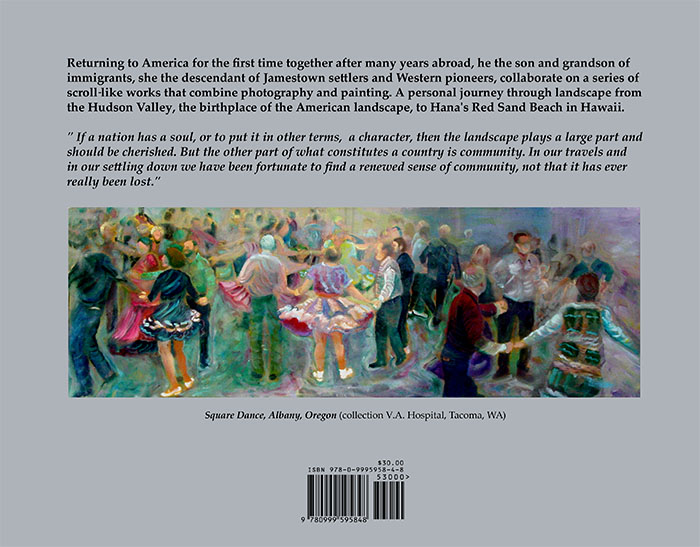 Returning to America for the first time together after many years abroad, he the son and grandson of
immigrants, she the descendant of Jamestown settlers and Western pioneers, collaborate on a series of
scroll-like works that combine photography and painting. A personal journey through landscape from
the Hudson Valley, the birthplace of the American landscape, to Hana's Red Sand Beach in Hawaii.
" If a nation has a soul, or to put it in other terms,  a character, then the landscape plays a large part and
should be cherished. But the other part of what constitutes a country is community. In our travels and
in our settling down we have been fortunate to find a renewed sense of community, not that it has ever
really been lost."
Square Dance, Albany, Oregon (collection V.A. Hospital, Tacoma, WA)
$30.00
ISBN 978-0-9995958-4-8
53000>
9 780999 595848